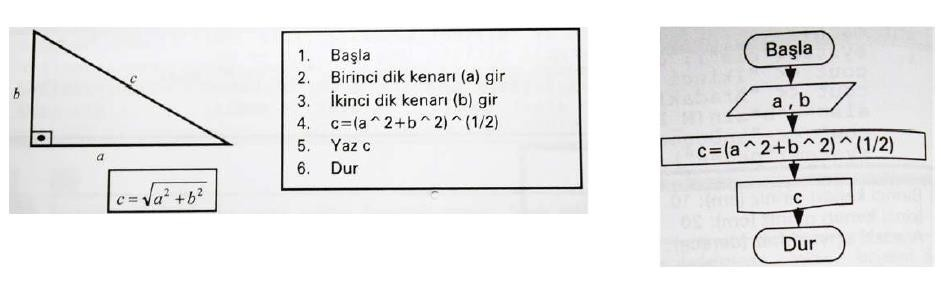 b
c
a
c = √a² + b²
1. Başla
2. Birinci dik kenarı (a) gir
3. İkinci dik kenarı (b) gir
4. c=(a^2+b^2)^(1/2)
5. Yaz c
6. Dur
Başla
a , b
c=(a^2+b^2)^(1/2)
c
Dur